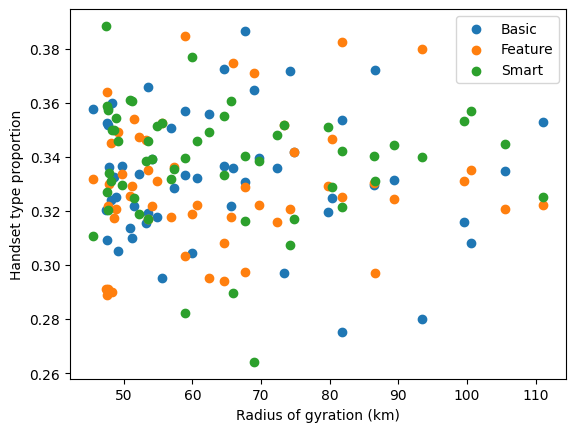 Basic
Feature
Smart
Handset type proportion
0.38
0.36
0.34
0.32
0.30
0.28
0.26
50 60 70 80 90 100 110
Radius of gyration (km)